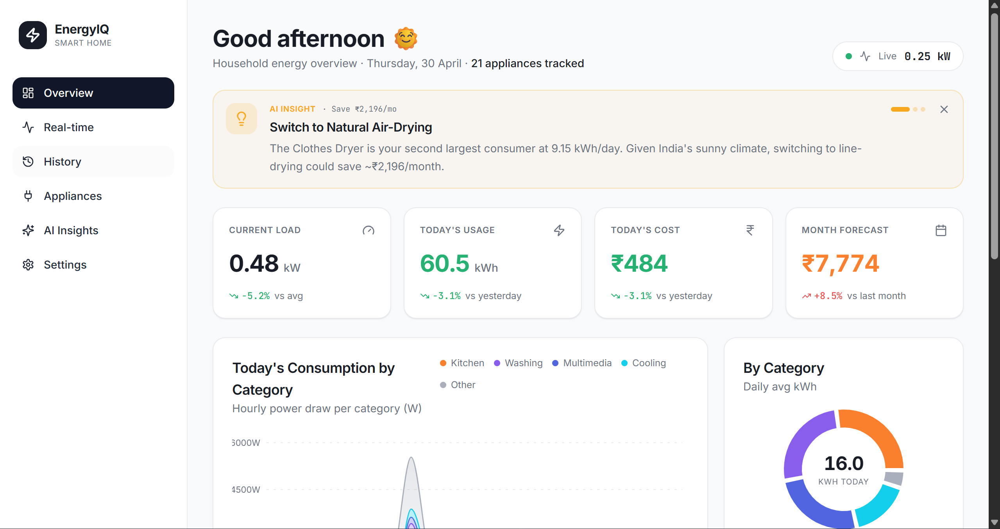 EnergyIQ
SMART HOME
Overview
Real-time
History
Appliances
AI Insights
Settings
Good afternoon 🌞
Household energy overview · Thursday, 30 April · 21 appliances tracked
Live 0.25 kW
AI INSIGHT · Save ₹2,196/mo
Switch to Natural Air-Drying
The Clothes Dryer is your second largest consumer at 9.15 kWh/day. Given India's sunny climate, switching to line-
drying could save ~₹2,196/month.
CURRENT LOAD
0.48 kW
-5.2% vs avg
TODAY'S USAGE
60.5 kWh
-3.1% vs yesterday
TODAY'S COST
₹484
-3.1% vs yesterday
MONTH FORECAST
₹7,774
+8.5% vs last month
Today's Consumption by
Category
Hourly power draw per category (W)
Kitchen Washing Multimedia Cooling
Other
6000W
4500W
By Category
Daily avg kWh
16.0
KWH TODAY